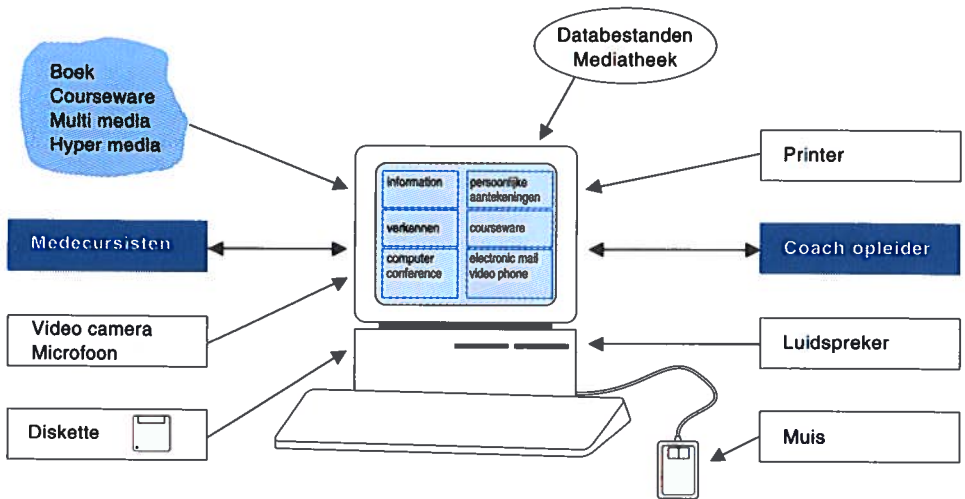 Databestanden
Mediatheek
Boek
Courseware
Multi media
Hyper media
Printer
information
persoonlijke
aantekeningen
verkennen
courseware
computer
conference
electronic mail
video phone
Medecursisten
Coach opleider
Video camera
Microfoon
Luidspreker
Diskette
Muis